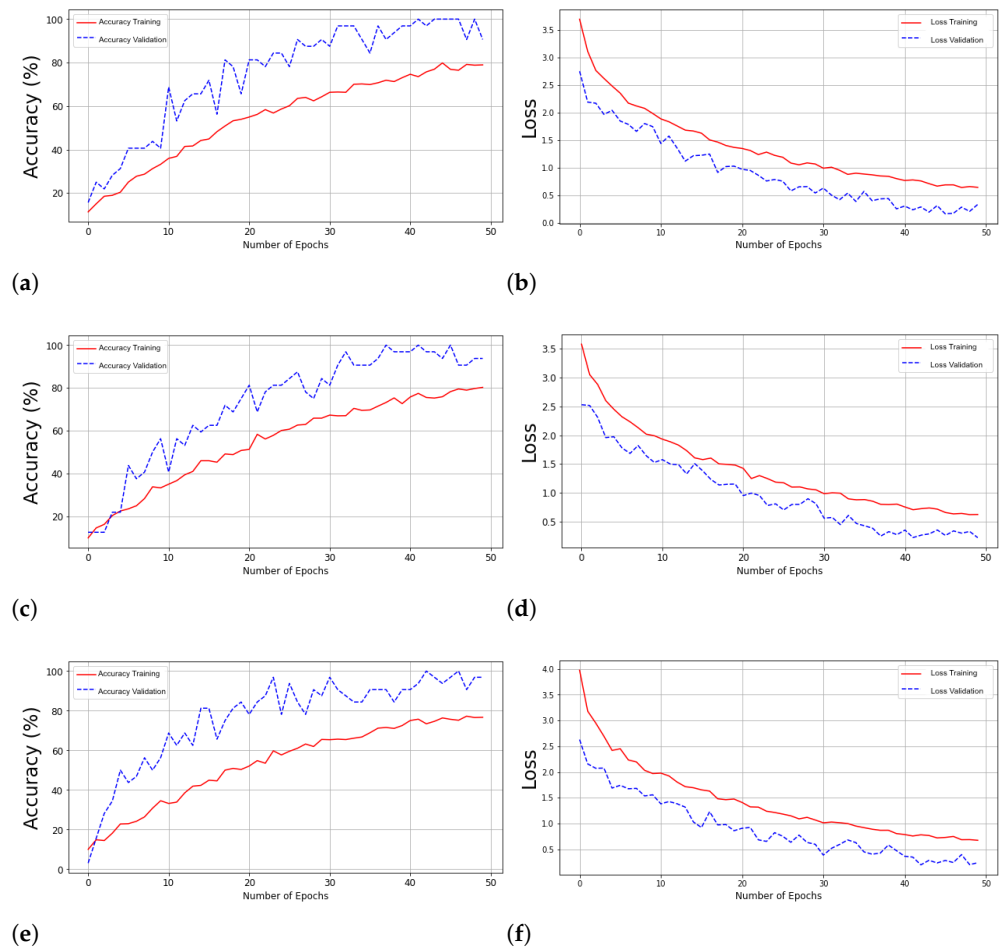 Accuracy (%)
100
80
60
40
20
Accuracy Training
Accuracy Validation
0 10 20 30 40 50
Number of Epochs
(a)
Loss
3.5
3.0
2.5
2.0
1.5
1.0
0.5
0.0
Loss Training
Loss Validation
0 10 20 30 40 50
Number of Epochs
(b)
Accuracy (%)
100
80
60
40
20
Accuracy Training
Accuracy Validation
0 10 20 30 40 50
Number of Epochs
(c)
Loss
3.5
3.0
2.5
2.0
1.5
1.0
0.5
Loss Training
Loss Validation
0 10 20 30 40 50
Number of Epochs
(d)
Accuracy (%)
100
80
60
40
20
0
Accuracy Training
Accuracy Validation
0 10 20 30 40 50
Number of Epochs
(e)
Loss
4.0
3.5
3.0
2.5
2.0
1.5
1.0
0.5
Loss Training
Loss Validation
0 10 20 30 40 50
Number of Epochs
(f)